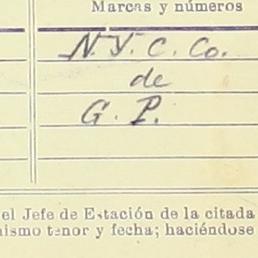 Marcas y números
N. Y. C. Co.
de
G. P.
el Jefe de Estación de la citada
mismo tenor y fecha; haciéndose